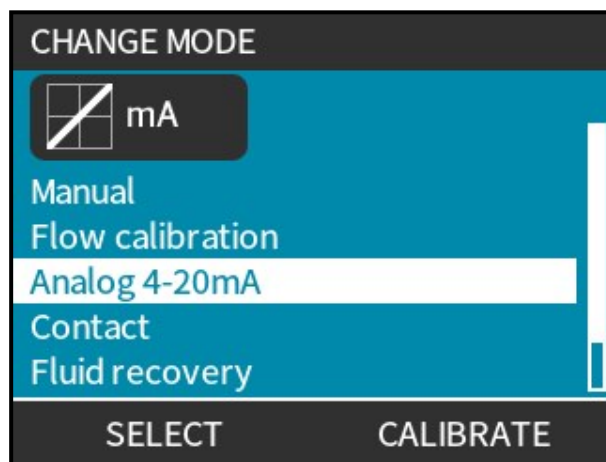 CHANGE MODE
mA
Manual
Flow calibration
Analog 4-20mA
Contact
Fluid recovery
SELECT CALIBRATE